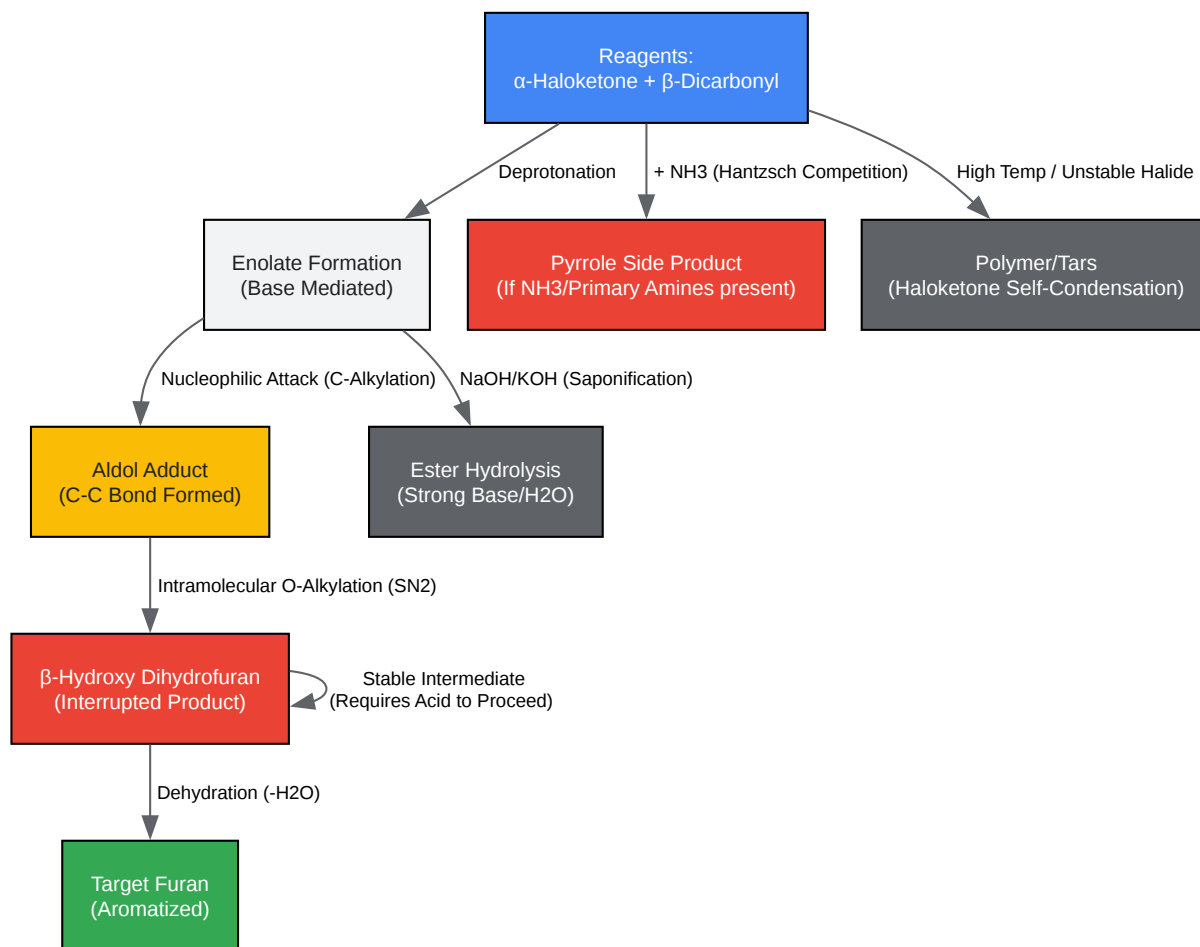 Reagents:
α-Haloketone + β-Dicarbonyl
Deprotonation
+ NH3 (Hantzsch Competition)
High Temp / Unstable Halide
Enolate Formation
(Base Mediated)
Pyrrole Side Product
(If NH3/Primary Amines present)
Polymer/Tars
(Haloketone Self-Condensation)
Nucleophilic Attack (C-Alkylation)
NaOH/KOH (Saponification)
Aldol Adduct
(C-C Bond Formed)
Ester Hydrolysis
(Strong Base/H2O)
Intramolecular O-Alkylation (SN2)
β-Hydroxy Dihydrofuran
(Interrupted Product)
Stable Intermediate
(Requires Acid to Proceed)
Dehydration (-H2O)
Target Furan
(Aromatized)